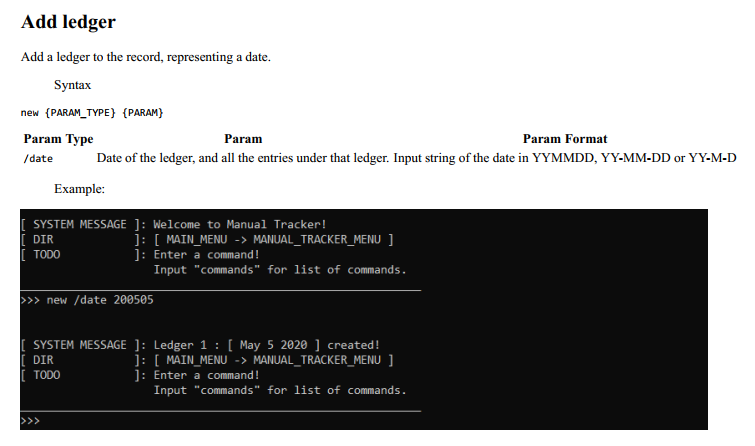 Add ledger
Add a ledger to the record, representing a date.
Syntax
new {PARAM_TYPE} {PARAM}
Param Type Param Param Format
/date Date of the ledger, and all the entries under that ledger. Input string of the date in YYMMDD, YY-MM-DD or YY-M-D
Example:
[ SYSTEM MESSAGE ]: Welcome to Manual Tracker!
[ DIR ]: [ MAIN_MENU -> MANUAL_TRACKER_MENU ]
[ TODO ]: Enter a command!
Input "commands" for list of commands.
>>> new /date 200505
[ SYSTEM MESSAGE ]: Ledger 1 : [ May 5 2020 ] created!
[ DIR ]: [ MAIN_MENU -> MANUAL_TRACKER_MENU ]
[ TODO ]: Enter a command!
Input "commands" for list of commands.
>>>